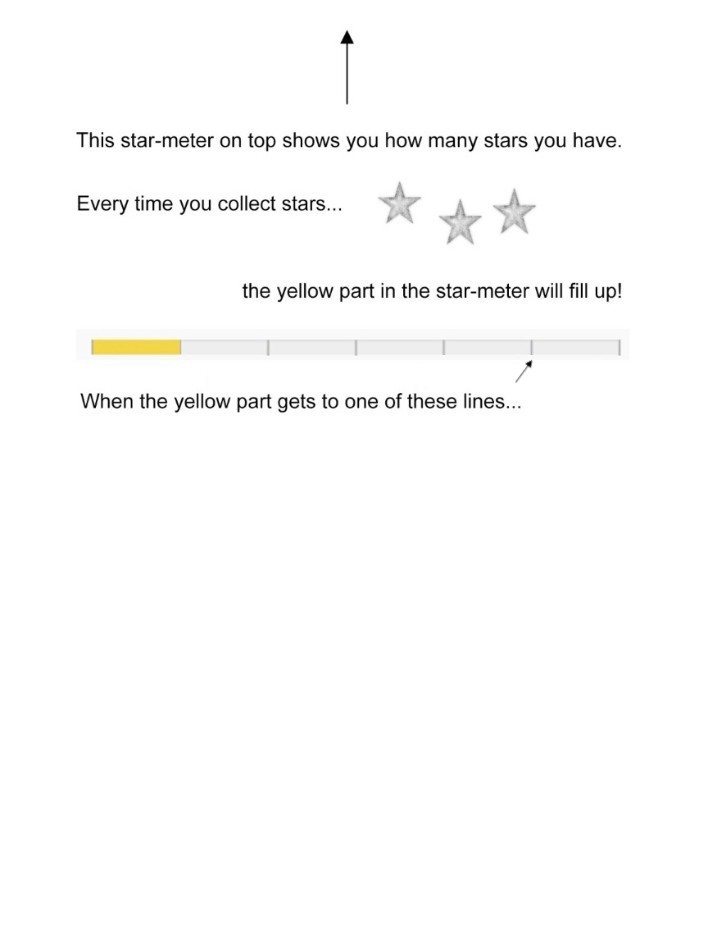 This star-meter on top shows you how many stars you have.
Every time you collect stars...
the yellow part in the star-meter will fill up!
When the yellow part gets to one of these lines...